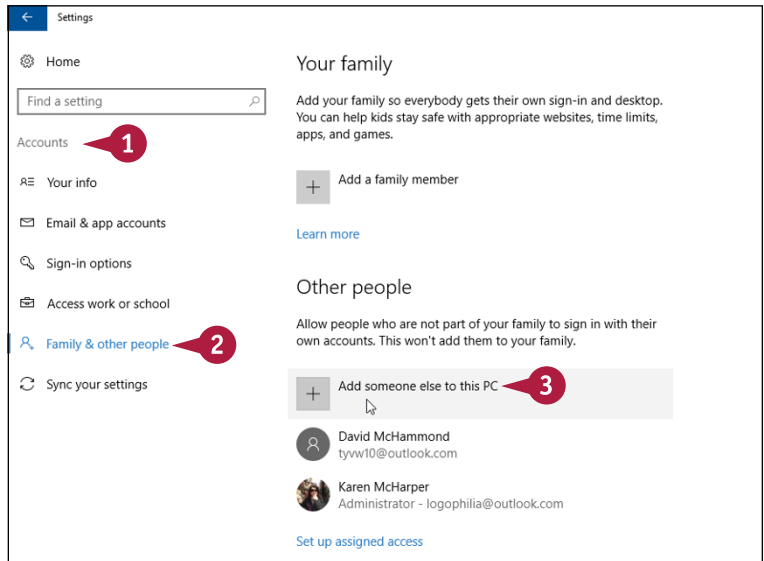 Settings
Home
Find a setting
Accounts
1
Your info
Email & app accounts
Sign-in options
Access work or school
Family & other people
2
Sync your settings
Your family
Add your family so everybody gets their own sign-in and desktop.
You can help kids stay safe with appropriate websites, time limits,
apps, and games.
Add a family member
Learn more
Other people
Allow people who are not part of your family to sign in with their
own accounts. This won't add them to your family.
Add someone else to this PC
3
David McHammond
tyvw10@outlook.com
Karen McHarper
Administrator - logophilia@outlook.com
Set up assigned access